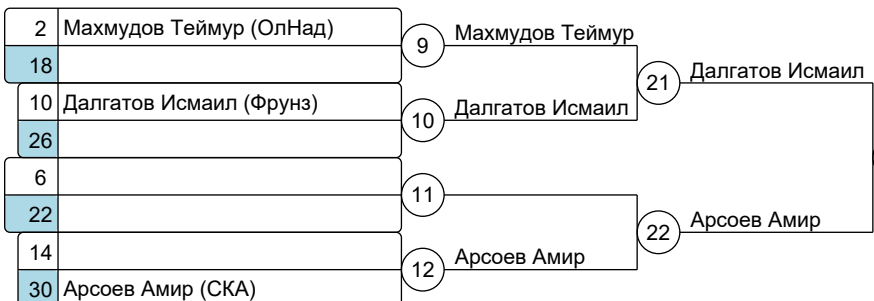 2 Махмудов Теймур (ОлНад)
9 Махмудов Теймур
18
21 Далгатов Исмаил
10 Далгатов Исмаил (Фрунз)
10 Далгатов Исмаил
26
6
11
22
22 Арсоев Амир
14
12 Арсоев Амир
30 Арсоев Амир (СКА)